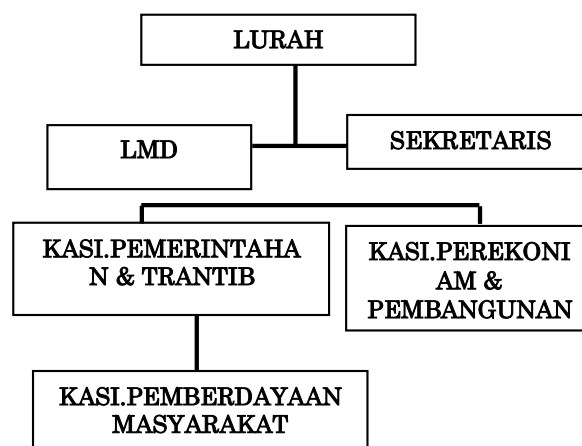 LURAH
LMD
SEKRETARIS
KASI.PEMERINTAHA
N & TRANTIB
KASI.PEREKONI
AM &
PEMBANGUNAN
KASI.PEMBERDAYAAN
MASYARAKAT